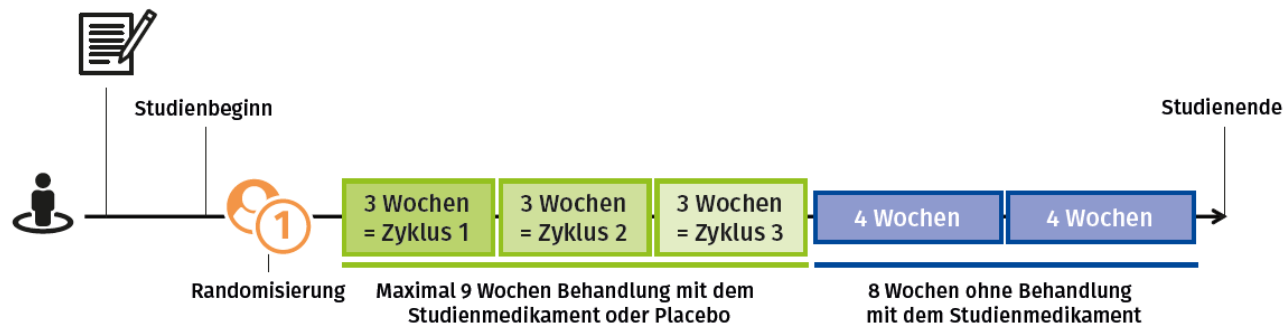 Studienbeginn
Studienende
1
3 Wochen
= Zyklus 1
3 Wochen
= Zyklus 2
3 Wochen
= Zyklus 3
4 Wochen
4 Wochen
Randomisierung
Maximal 9 Wochen Behandlung mit dem
Studienmedikament oder Placebo
8 Wochen ohne Behandlung
mit dem Studienmedikament